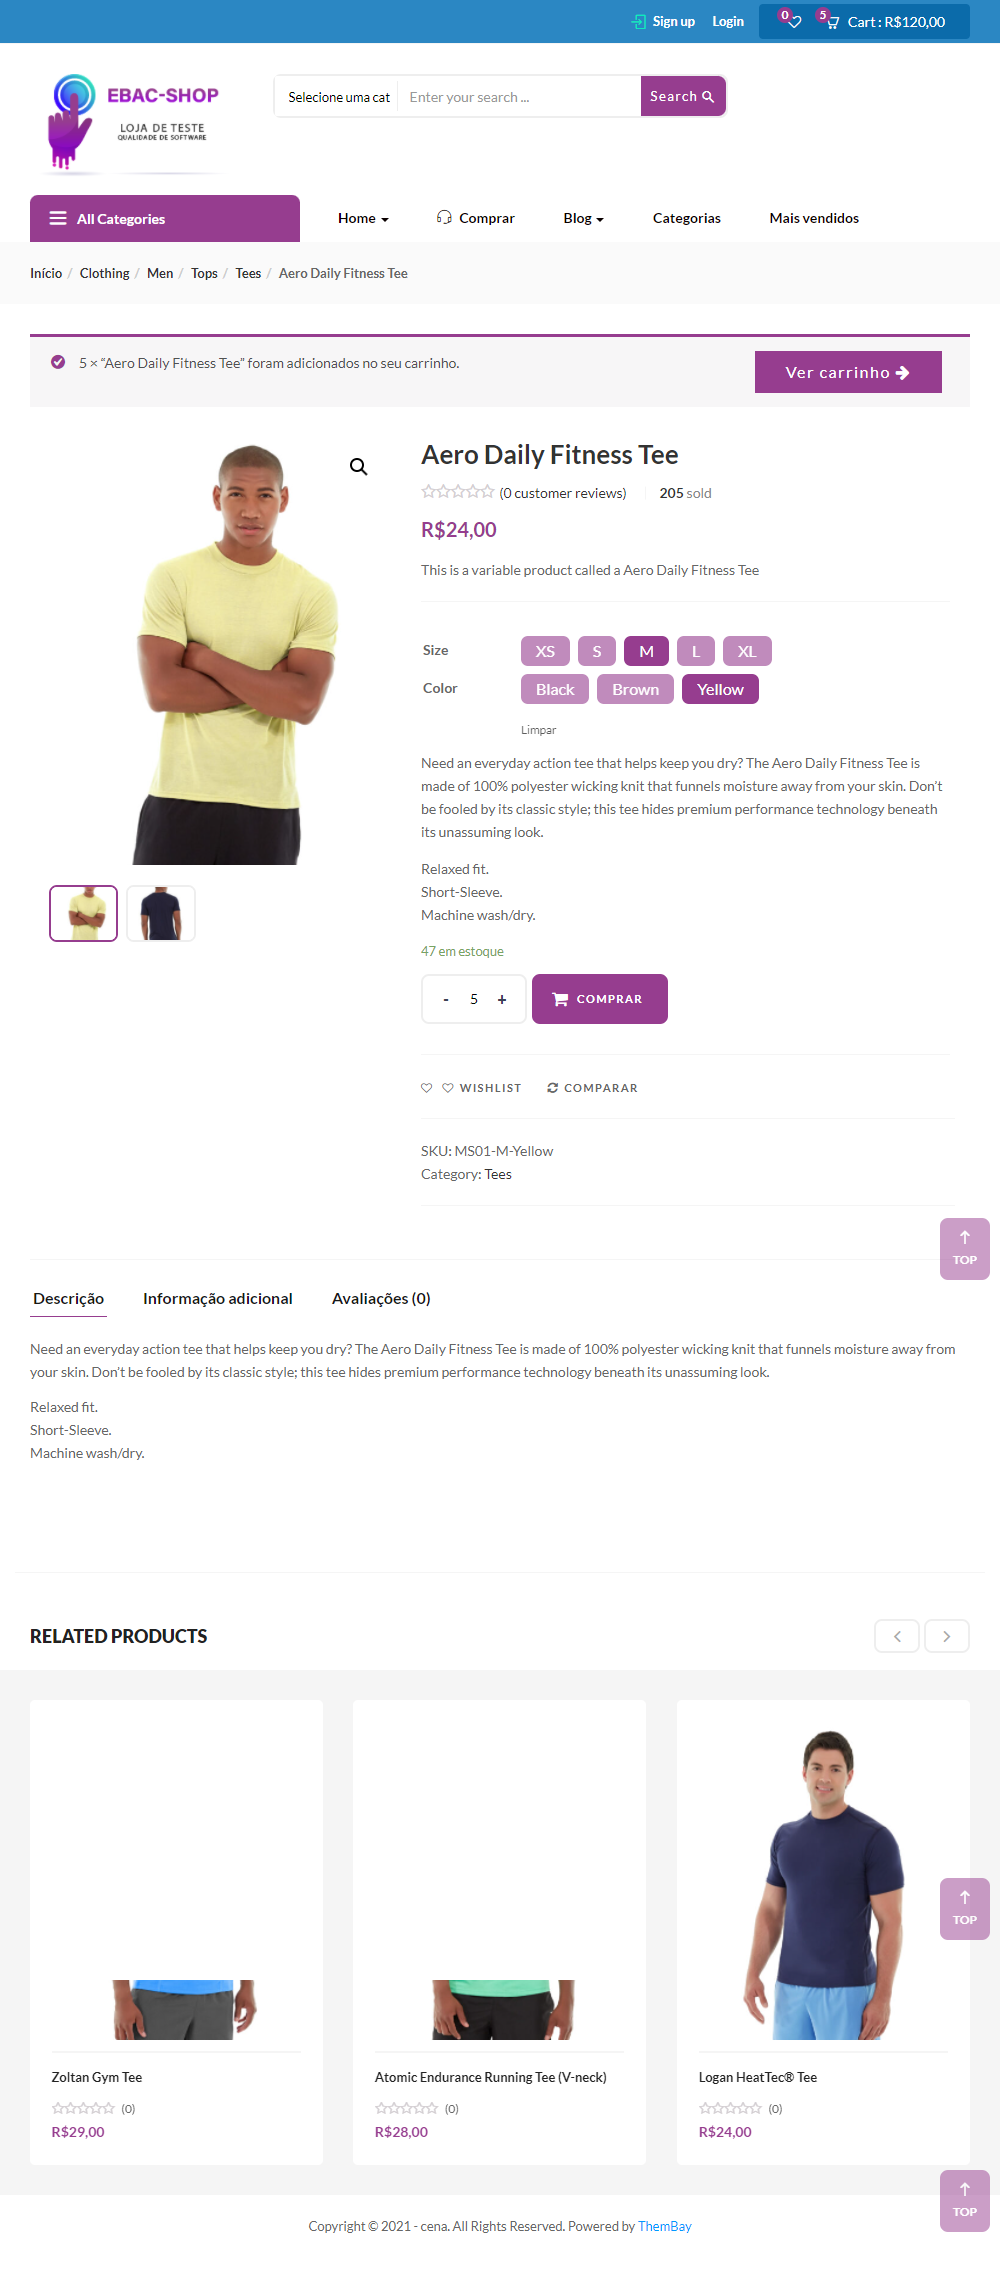 Sign up Login 0 5 Cart : R$120,00
EBAC-SHOP
LOJA DE TESTE
QUALIDADE DE SOFTWARE
Selecione uma cat Enter your search ... Search
All Categories Home Comprar Blog Categorias Mais vendidos
Início / Clothing / Men / Tops / Tees / Aero Daily Fitness Tee
5 × “Aero Daily Fitness Tee” foram adicionados no seu carrinho. Ver carrinho
Aero Daily Fitness Tee
(0 customer reviews) 205 sold
R$24,00
This is a variable product called a Aero Daily Fitness Tee
Size XS S M L XL
Color Black Brown Yellow
Limpar
Need an everyday action tee that helps keep you dry? The Aero Daily Fitness Tee is
made of 100% polyester wicking knit that funnels moisture away from your skin. Don’t
be fooled by its classic style; this tee hides premium performance technology beneath
its unassuming look.
Relaxed fit.
Short-Sleeve.
Machine wash/dry.
47 em estoque
- 5 + COMPRAR
WISHLIST COMPARAR
SKU: MS01-M-Yellow
Category: Tees
TOP
Descrição Informação adicional Avaliações (0)
Need an everyday action tee that helps keep you dry? The Aero Daily Fitness Tee is made of 100% polyester wicking knit that funnels moisture away from
your skin. Don’t be fooled by its classic style; this tee hides premium performance technology beneath its unassuming look.
Relaxed fit.
Short-Sleeve.
Machine wash/dry.
RELATED PRODUCTS
TOP
Zoltan Gym Tee
(0)
R$29,00
Atomic Endurance Running Tee (V-neck)
(0)
R$28,00
Logan HeatTec® Tee
(0)
R$24,00
TOP
Copyright © 2021 - cena. All Rights Reserved. Powered by ThemBay